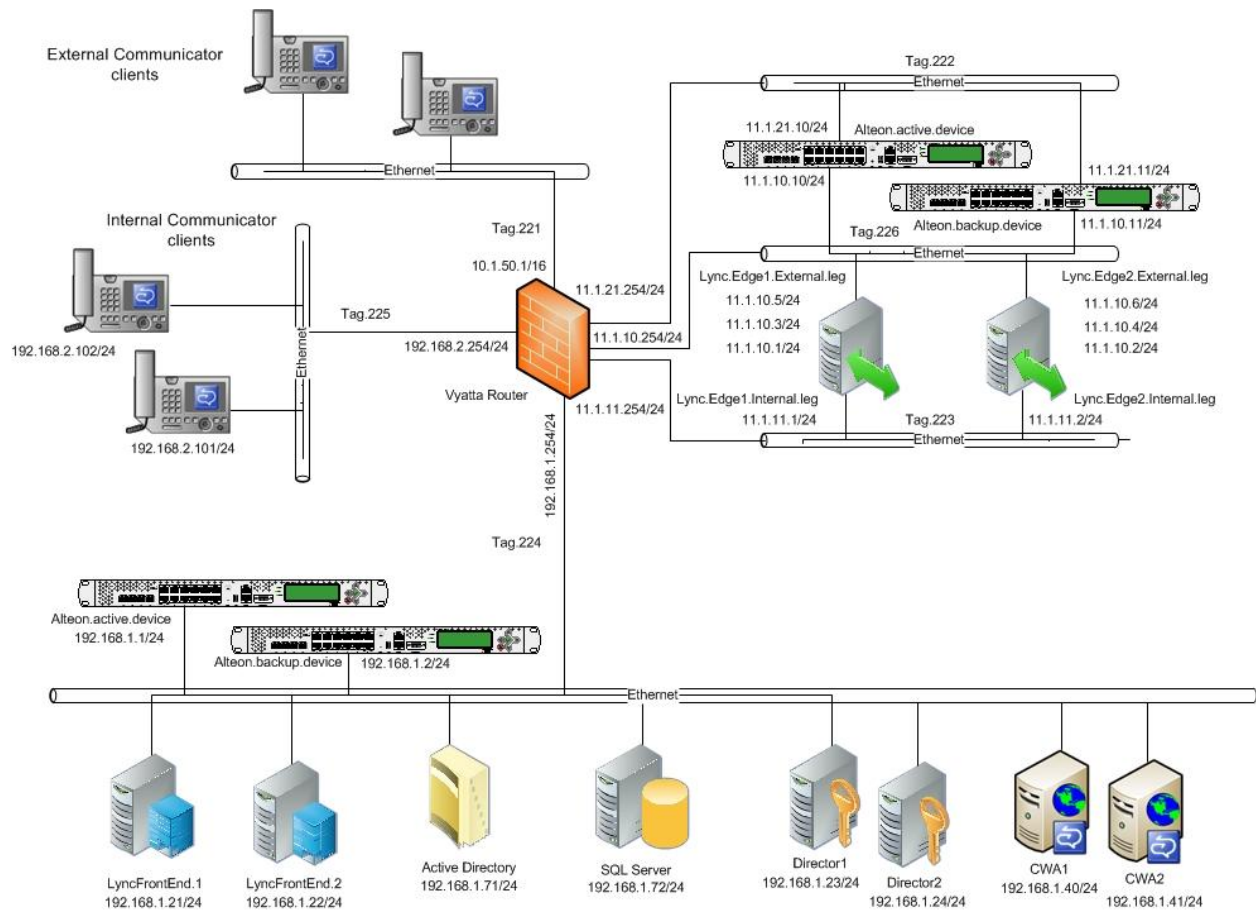 External Communicator
clients
Ethernet
Tag.222
Ethernet
11.1.21.10/24
Alteon.active.device
11.1.10.10/24
11.1.21.11/24
Alteon.backup.device
11.1.10.11/24
Internal Communicator
clients
Tag.221
10.1.50.1/16
Tag.226
Ethernet
Lync.Edge1.External.leg
11.1.10.5/24
11.1.10.3/24
11.1.10.1/24
Lync.Edge2.External.leg
11.1.10.6/24
11.1.10.4/24
11.1.10.2/24
11.1.21.254/24
11.1.10.254/24
11.1.11.254/24
Tag.225
192.168.2.254/24
Ethernet
192.168.2.102/24
192.168.2.101/24
Vyatta Router
Lync.Edge1.Internal.leg
11.1.11.1/24
Lync.Edge2.Internal.leg
11.1.11.2/24
Tag.223
Ethernet
192.168.1.254/24
Tag.224
Alteon.active.device
192.168.1.1/24
Alteon.backup.device
192.168.1.2/24
Ethernet
LyncFrontEnd.1
192.168.1.21/24
LyncFrontEnd.2
192.168.1.22/24
Active Directory
192.168.1.71/24
SQL Server
192.168.1.72/24
Director1
192.168.1.23/24
Director2
192.168.1.24/24
CWA1
192.168.1.40/24
CWA2
192.168.1.41/24